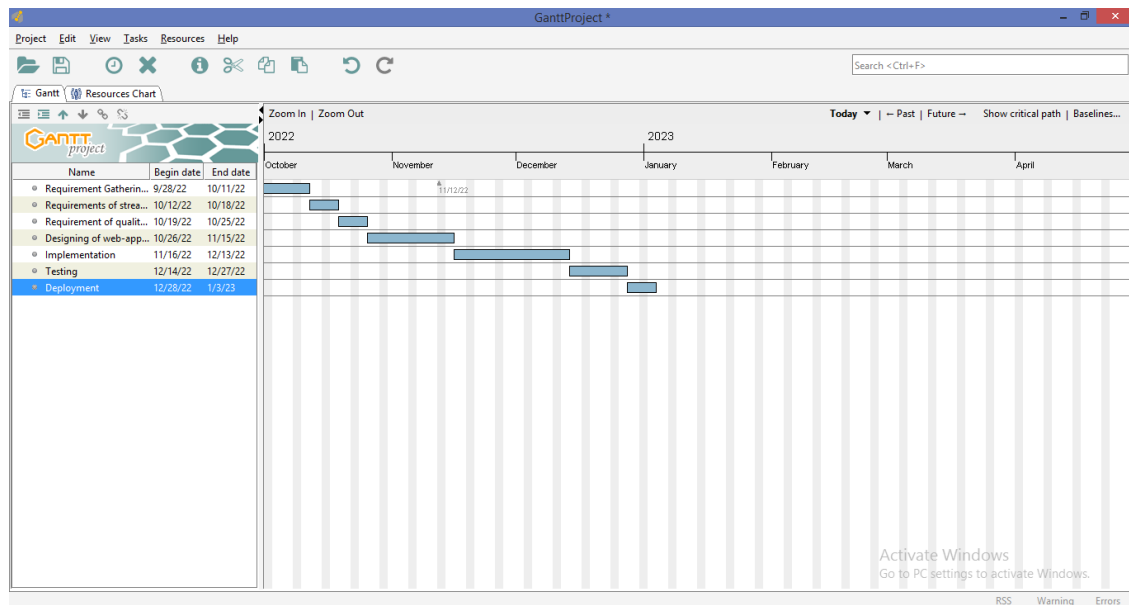 GanttProject *
Project Edit View Tasks Resources Help
Search <Ctrl+F>
Gantt Resources Chart
Zoom In | Zoom Out Today | ← Past | Future → Show critical path | Baselines...
GANTT project
2022 2023
October November December January February March April
Name Begin date End date
Requirement Gatherin... 9/28/22 10/11/22
11/12/22
Requirements of strea... 10/12/22 10/18/22
Requirement of qualit... 10/19/22 10/25/22
Designing of web-app... 10/26/22 11/15/22
Implementation 11/16/22 12/13/22
Testing 12/14/22 12/27/22
Deployment 12/28/22 1/3/23
Activate Windows
Go to PC settings to activate Windows.
RSS Warning Errors